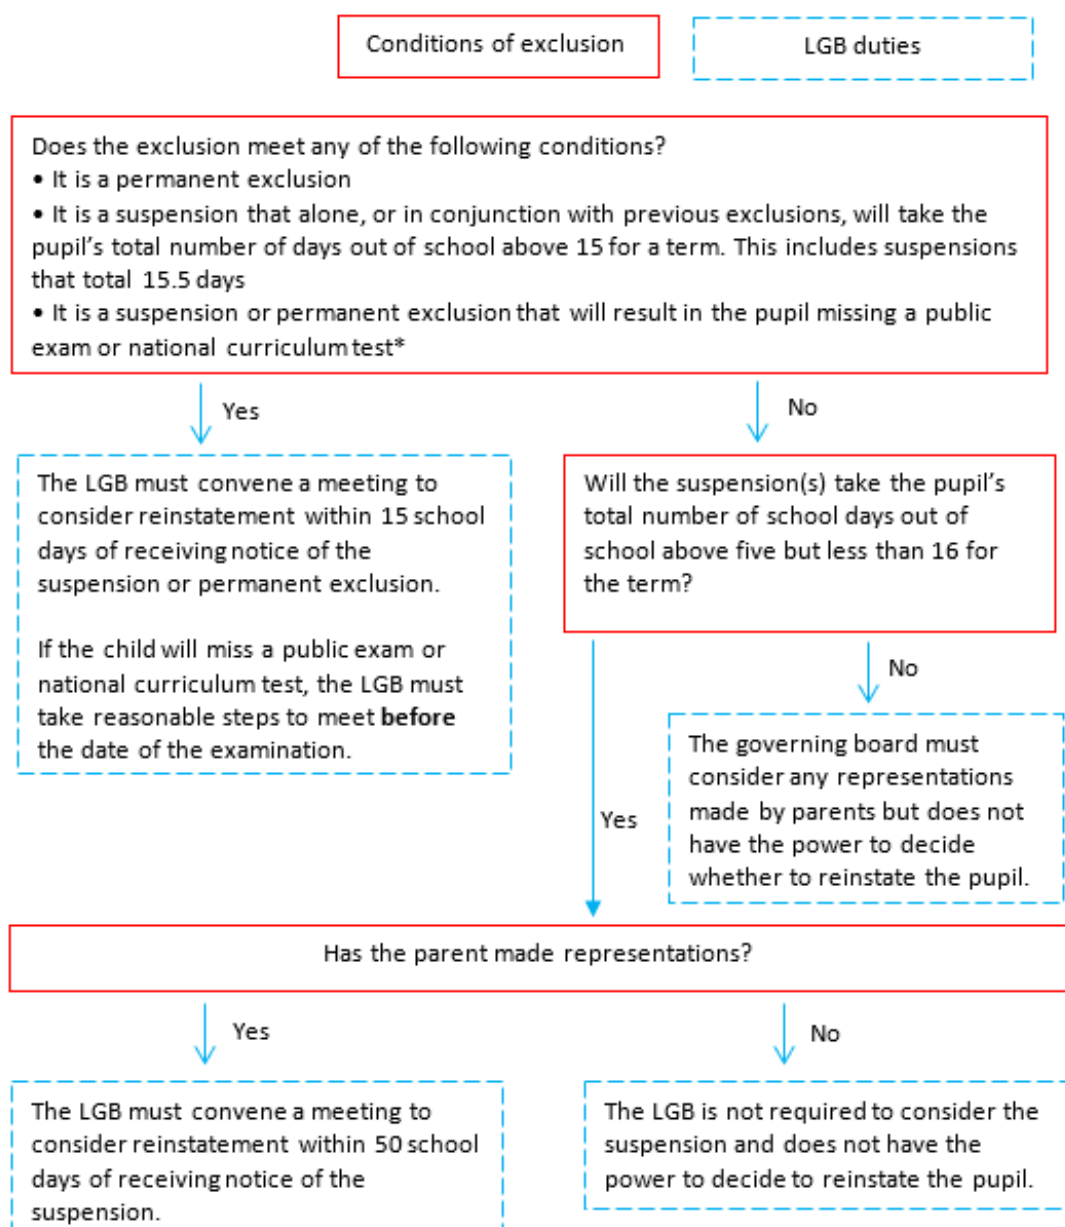 Conditions of exclusion
LGB duties
Does the exclusion meet any of the following conditions?
• It is a permanent exclusion
• It is a suspension that alone, or in conjunction with previous exclusions, will take the
pupil's total number of days out of school above 15 for a term. This includes suspensions
that total 15.5 days
• It is a suspension or permanent exclusion that will result in the pupil missing a public
exam or national curriculum test*
Yes
No
The LGB must convene a meeting to
consider reinstatement within 15 school
days of receiving notice of the
suspension or permanent exclusion.
If the child will miss a public exam or
national curriculum test, the LGB must
take reasonable steps to meet before
the date of the examination.
Will the suspension(s) take the pupil's
total number of school days out of
school above five but less than 16 for
the term?
No
The governing board must
consider any representations
made by parents but does not
have the power to decide
whether to reinstate the pupil.
Yes
Has the parent made representations?
Yes
No
The LGB must convene a meeting to
consider reinstatement within 50 school
days of receiving notice of the
suspension.
The LGB is not required to consider the
suspension and does not have the
power to decide to reinstate the pupil.